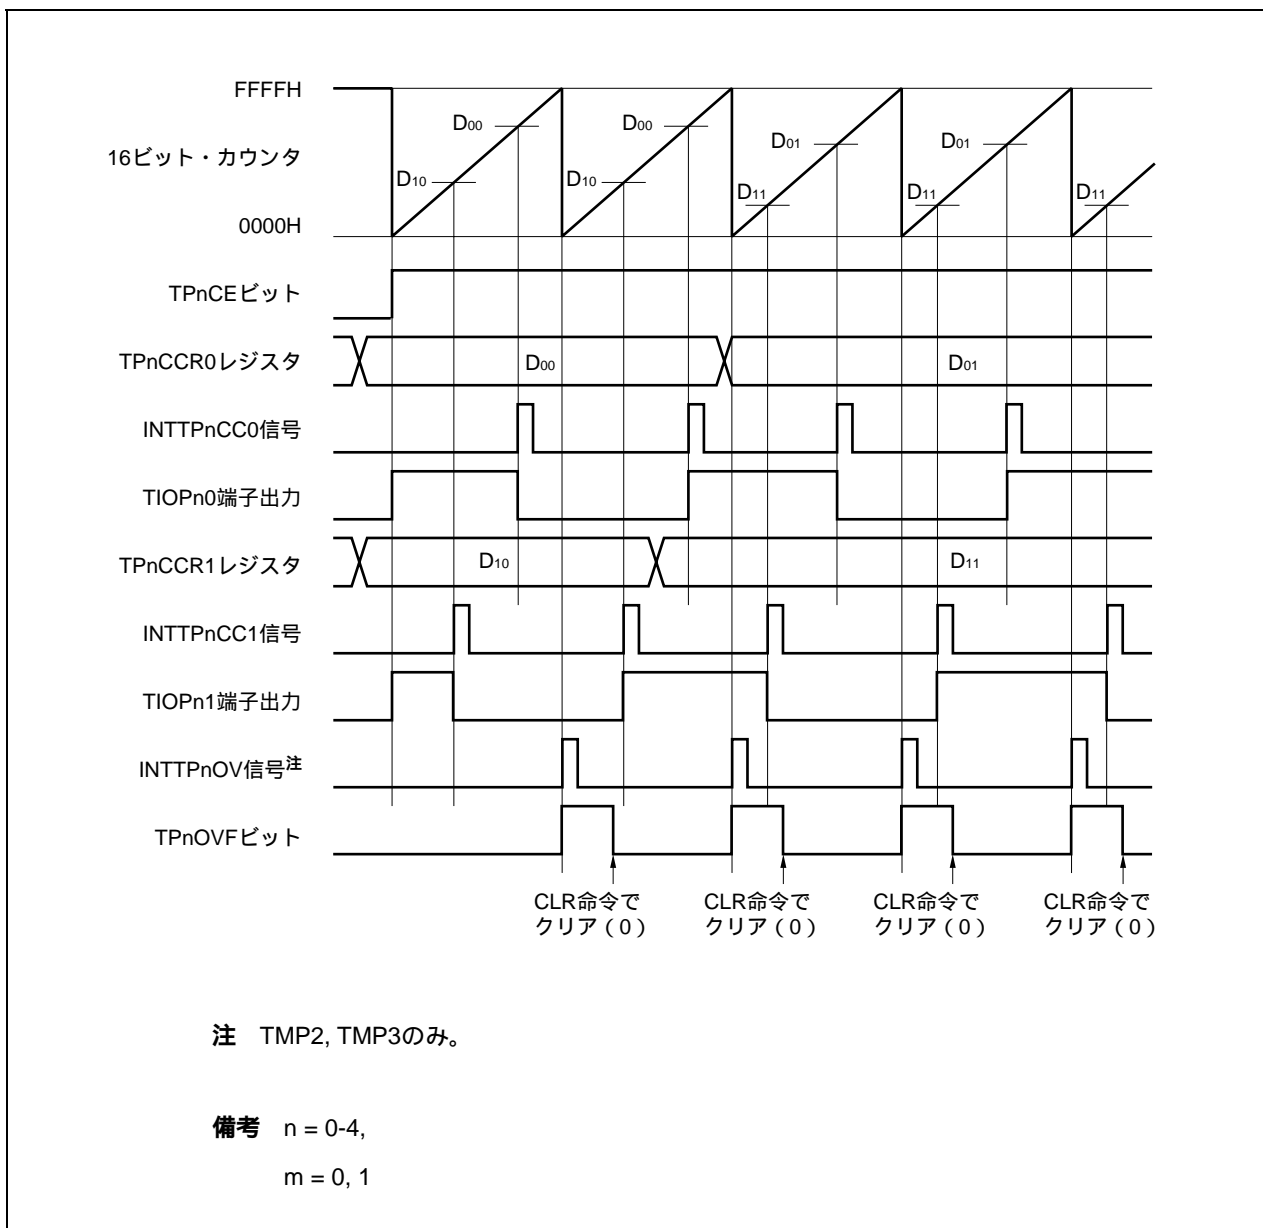 FFFFH
D00 D00 D01 D01
16ビット・カウンタ
D10 D10 D11 D11 D11
0000H
TPnCEビット
TPnCCR0レジスタ D00 D01
INTTPnCC0信号
TIOPn0端子出力
TPnCCR1レジスタ D10 D11
INTTPnCC1信号
TIOPn1端子出力
INTTPnOV信号注
TPnOVFビット
CLR命令で CLR命令で CLR命令で CLR命令で
クリア（0） クリア（0） クリア（0） クリア（0）
注 TMP2, TMP3のみ。
備考 n = 0-4,
m = 0, 1